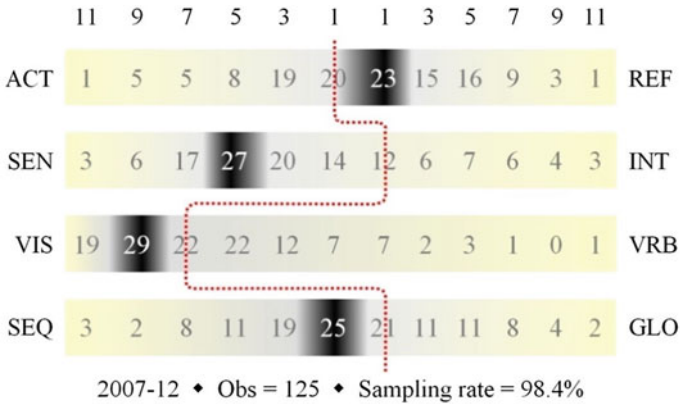 11 9 7 5 3 1 1 3 5 7 9 11
ACT 1 5 5 8 19 20 23 15 16 9 3 1 REF
SEN 3 6 17 27 20 14 12 6 7 6 4 3 INT
VIS 19 29 22 22 12 7 7 2 3 1 0 1 VRB
SEQ 3 2 8 11 19 25 21 11 11 8 4 2 GLO
2007-12 ◆ Obs = 125 ◆ Sampling rate = 98.4%